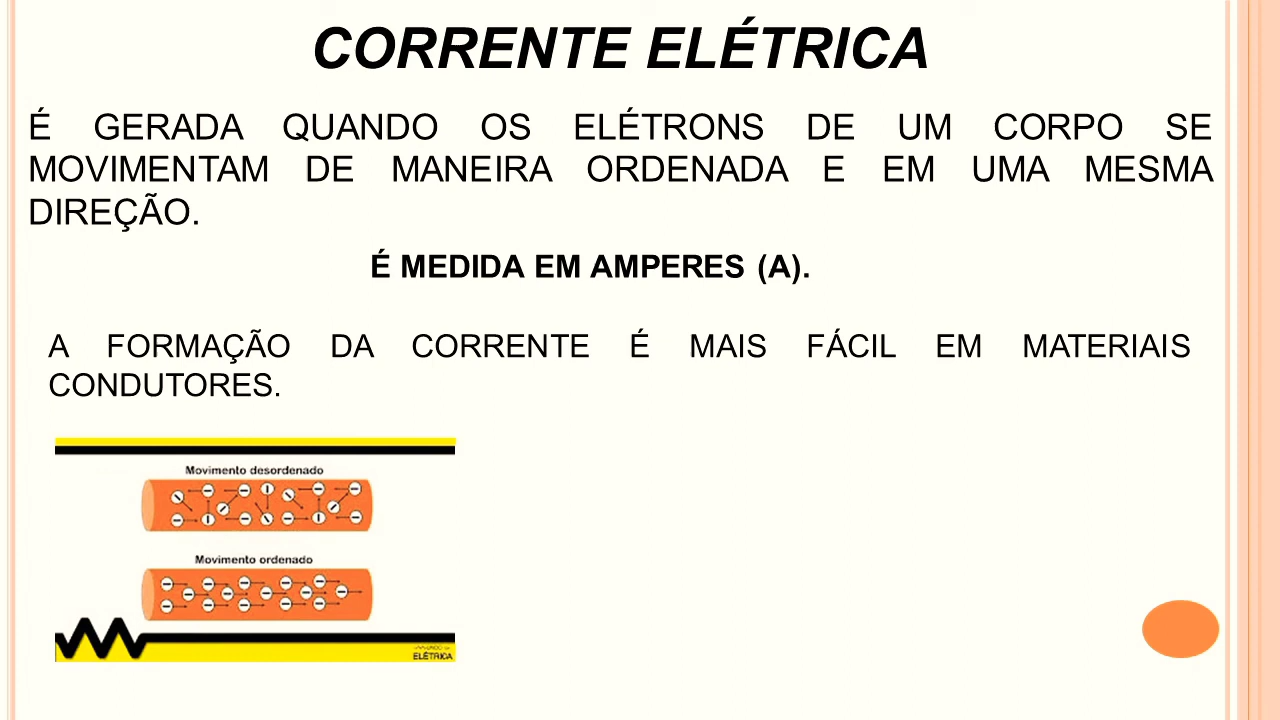 CORRENTE ELÉTRICA
É GERADA QUANDO OS ELÉTRONS DE UM CORPO SE
MOVIMENTAM DE MANEIRA ORDENADA E EM UMA MESMA
DIREÇÃO.
É MEDIDA EM AMPERES (A).
A FORMAÇÃO DA CORRENTE É MAIS FÁCIL EM MATERIAIS
CONDUTORES.
Movimento desordenado
Movimento ordenado
ELÉTRICA